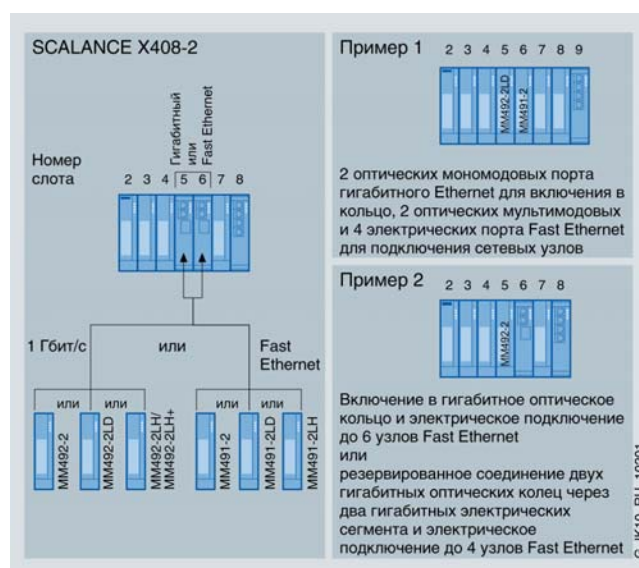 SCALANCE X408-2
Гигабитный
или
Fast Ethernet
Номер
слота
2 3 4 5 6 7 8
1 Гбит/с
или
Fast
Ethernet
или
или
или
или
MM492-2
MM492-2LD
MM492-2LH/
MM492-2LH+
MM491-2
MM491-2LD
MM491-2LH
Пример 1
2 3 4 5 6 7 8 9
MM492-2LD
MM491-2
2 оптических мономодовых порта
гигабитного Ethernet для включения в
кольцо, 2 оптических мультимодовых
и 4 электрических порта Fast Ethernet
для подключения сетевых узлов
Пример 2
2 3 4 5 6 7 8
MM492-2
Включение в гигабитное оптическое
кольцо и электрическое подключение
до 6 узлов Fast Ethernet
или
резервированное соединение двух
гигабитных оптических колец через
два гигабитных электрических
сегмента и электрическое
подключение до 4 узлов Fast Ethernet